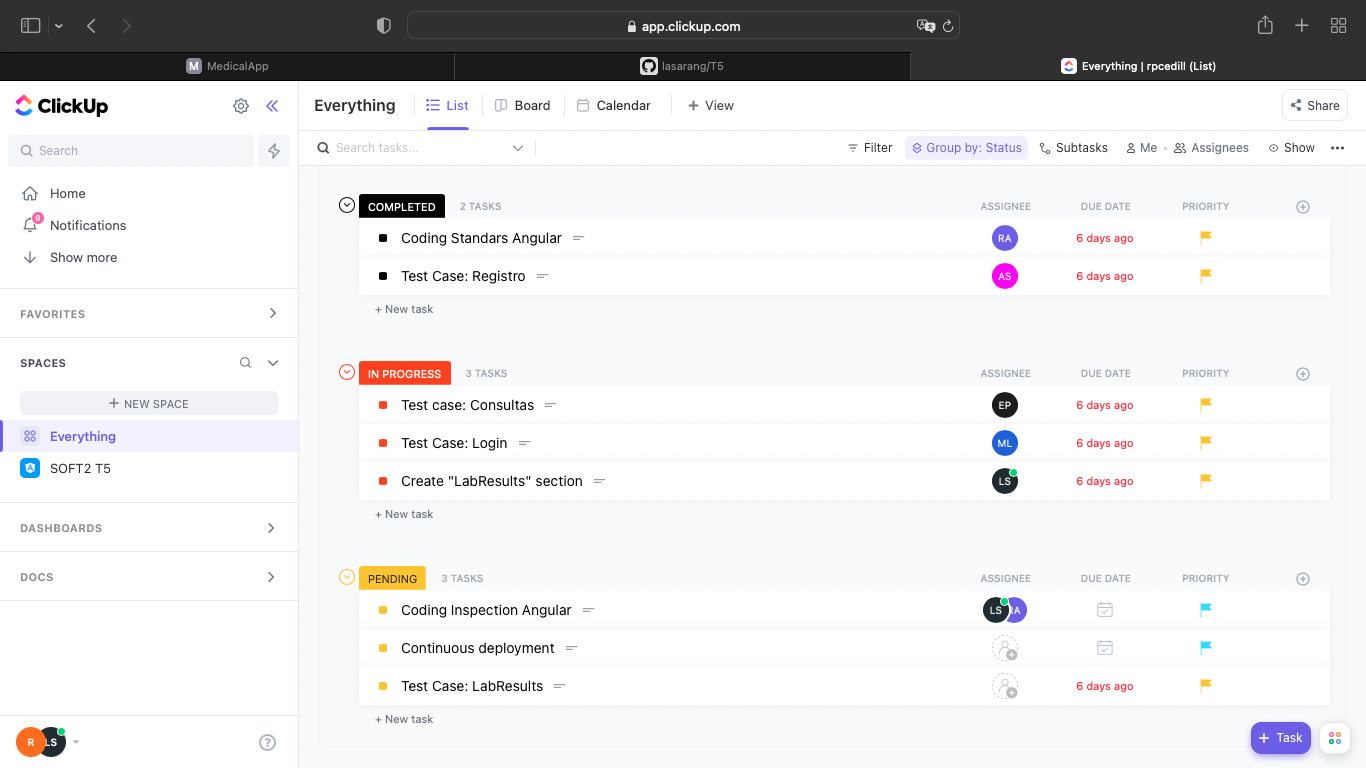 app.clickup.com
M MedicalApp
lasarang/T5
Everything | rpcedill (List)
ClickUp
Everything
List
Board
Calendar
+ View
Share
Search
Search tasks...
Filter
Group by: Status
Subtasks
Me
Assignees
Show
Home
8
Notifications
Show more
FAVORITES
SPACES
+ NEW SPACE
Everything
SOFT2 T5
DASHBOARDS
DOCS
R LS
COMPLETED 2 TASKS ASSIGNEE DUE DATE PRIORITY
Coding Standars Angular RA 6 days ago
Test Case: Registro AS 6 days ago
+ New task
IN PROGRESS 3 TASKS ASSIGNEE DUE DATE PRIORITY
Test case: Consultas EP 6 days ago
Test Case: Login ML 6 days ago
Create "LabResults" section LS 6 days ago
+ New task
PENDING 3 TASKS ASSIGNEE DUE DATE PRIORITY
Coding Inspection Angular LS RA
Continuous deployment
Test Case: LabResults 6 days ago
+ New task
+ Task